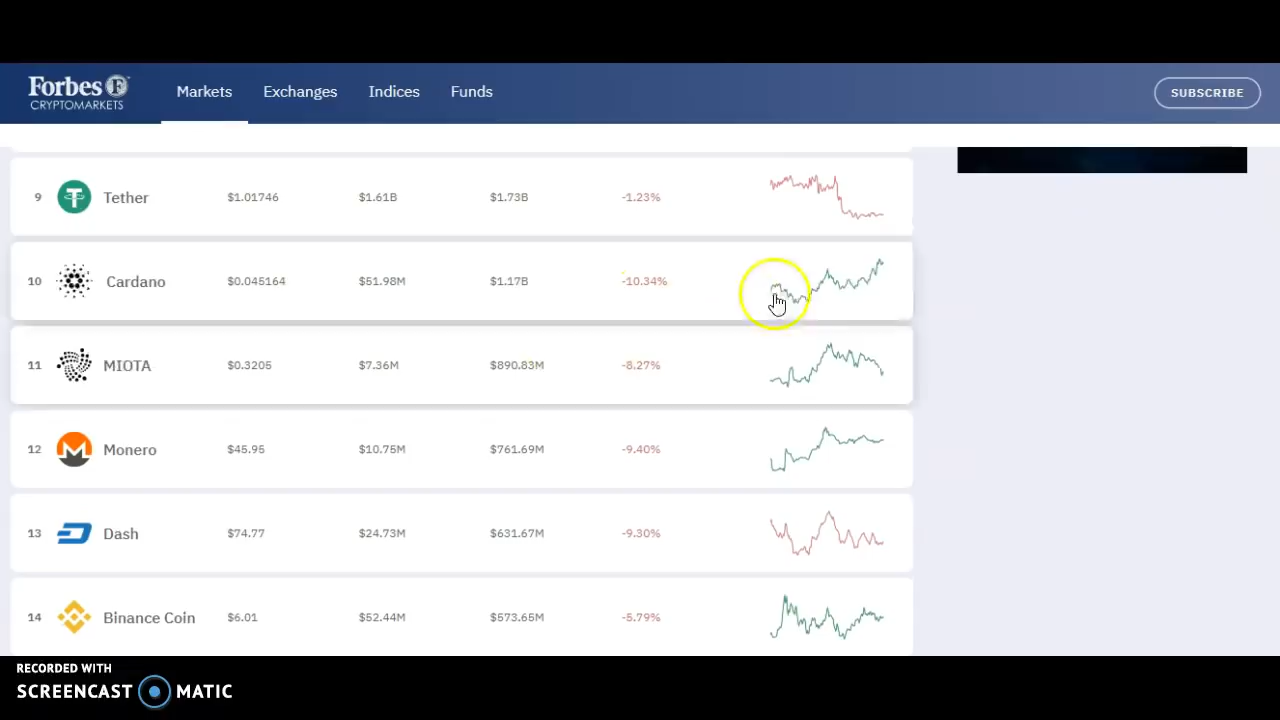 Forbes
CRYPTOMARKETS
Markets Exchanges Indices Funds
SUBSCRIBE
9 Tether $1.01746 $1.61B $1.73B -1.23%
10 Cardano $0.045164 $51.98M $1.17B -10.34%
11 MIOTA $0.3205 $7.36M $890.83M -8.27%
12 Monero $45.95 $10.75M $761.69M -9.40%
13 Dash $74.77 $24.73M $631.67M -9.30%
14 Binance Coin $6.01 $52.44M $573.65M -5.79%
RECORDED WITH
SCREENCAST MATIC